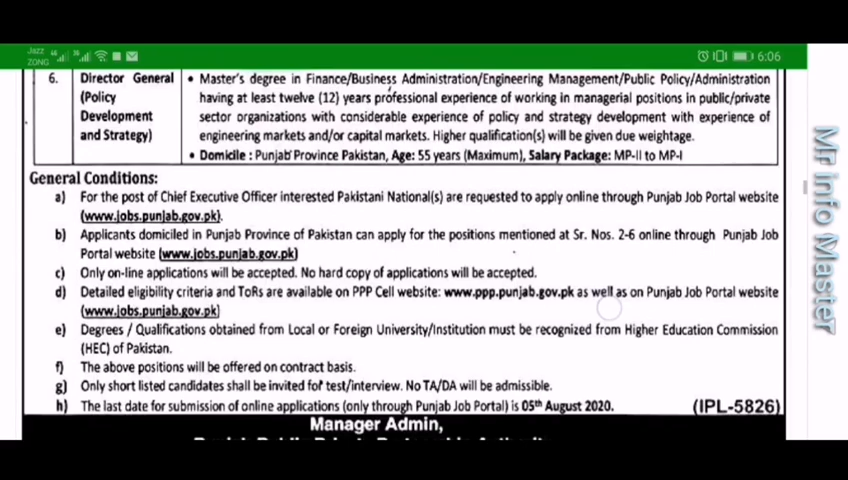 Jazz
ZONG
6:06
6. Director General • Master's degree in Finance/Business Administration/Engineering Management/Public Policy/Administration
(Policy having at least twelve (12) years professional experience of working in managerial positions in public/private
Development sector organizations with considerable experience of policy and strategy development with experience of
and Strategy) engineering markets and/or capital markets. Higher qualification(s) will be given due weightage.
• Domicile : Punjab Province Pakistan, Age: 55 years (Maximum), Salary Package: MP-II to MP-I
General Conditions:
a) For the post of Chief Executive Officer interested Pakistani National(s) are requested to apply online through Punjab Job Portal website
(www.jobs.punjab.gov.pk).
b) Applicants domiciled in Punjab Province of Pakistan can apply for the positions mentioned at Sr. Nos. 2-6 online through Punjab Job
Portal website (www.jobs.punjab.gov.pk)
c) Only on-line applications will be accepted. No hard copy of applications will be accepted.
d) Detailed eligibility criteria and ToRs are available on PPP Cell website: www.ppp.punjab.gov.pk as well as on Punjab Job Portal website
(www.jobs.punjab.gov.pk)
e) Degrees / Qualifications obtained from Local or Foreign University/Institution must be recognized from Higher Education Commission
(HEC) of Pakistan.
f) The above positions will be offered on contract basis.
g) Only short listed candidates shall be invited for test/interview. No TA/DA will be admissible.
h) The last date for submission of online applications (only through Punjab Job Portal) is 05th August 2020.
(IPL-5826)
Manager Admin,
Mr info Master